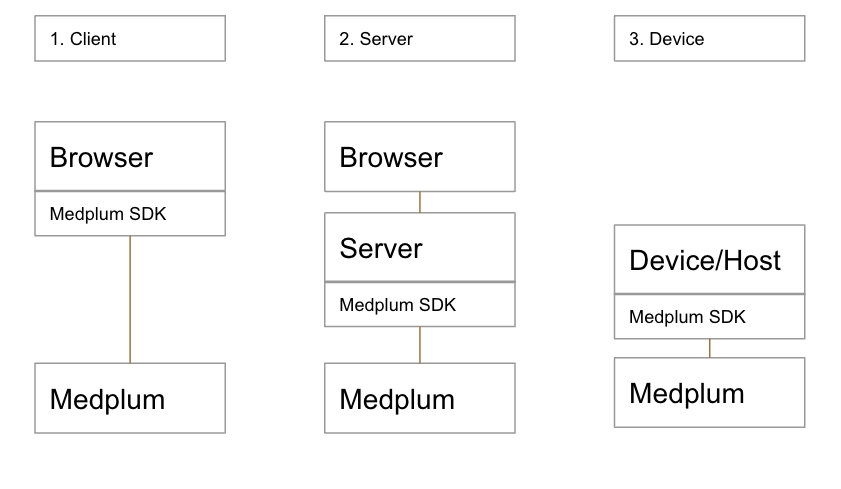 1. Client
2. Server
3. Device
Browser
Medplum SDK
Medplum
Browser
Server
Medplum SDK
Medplum
Device/Host
Medplum SDK
Medplum